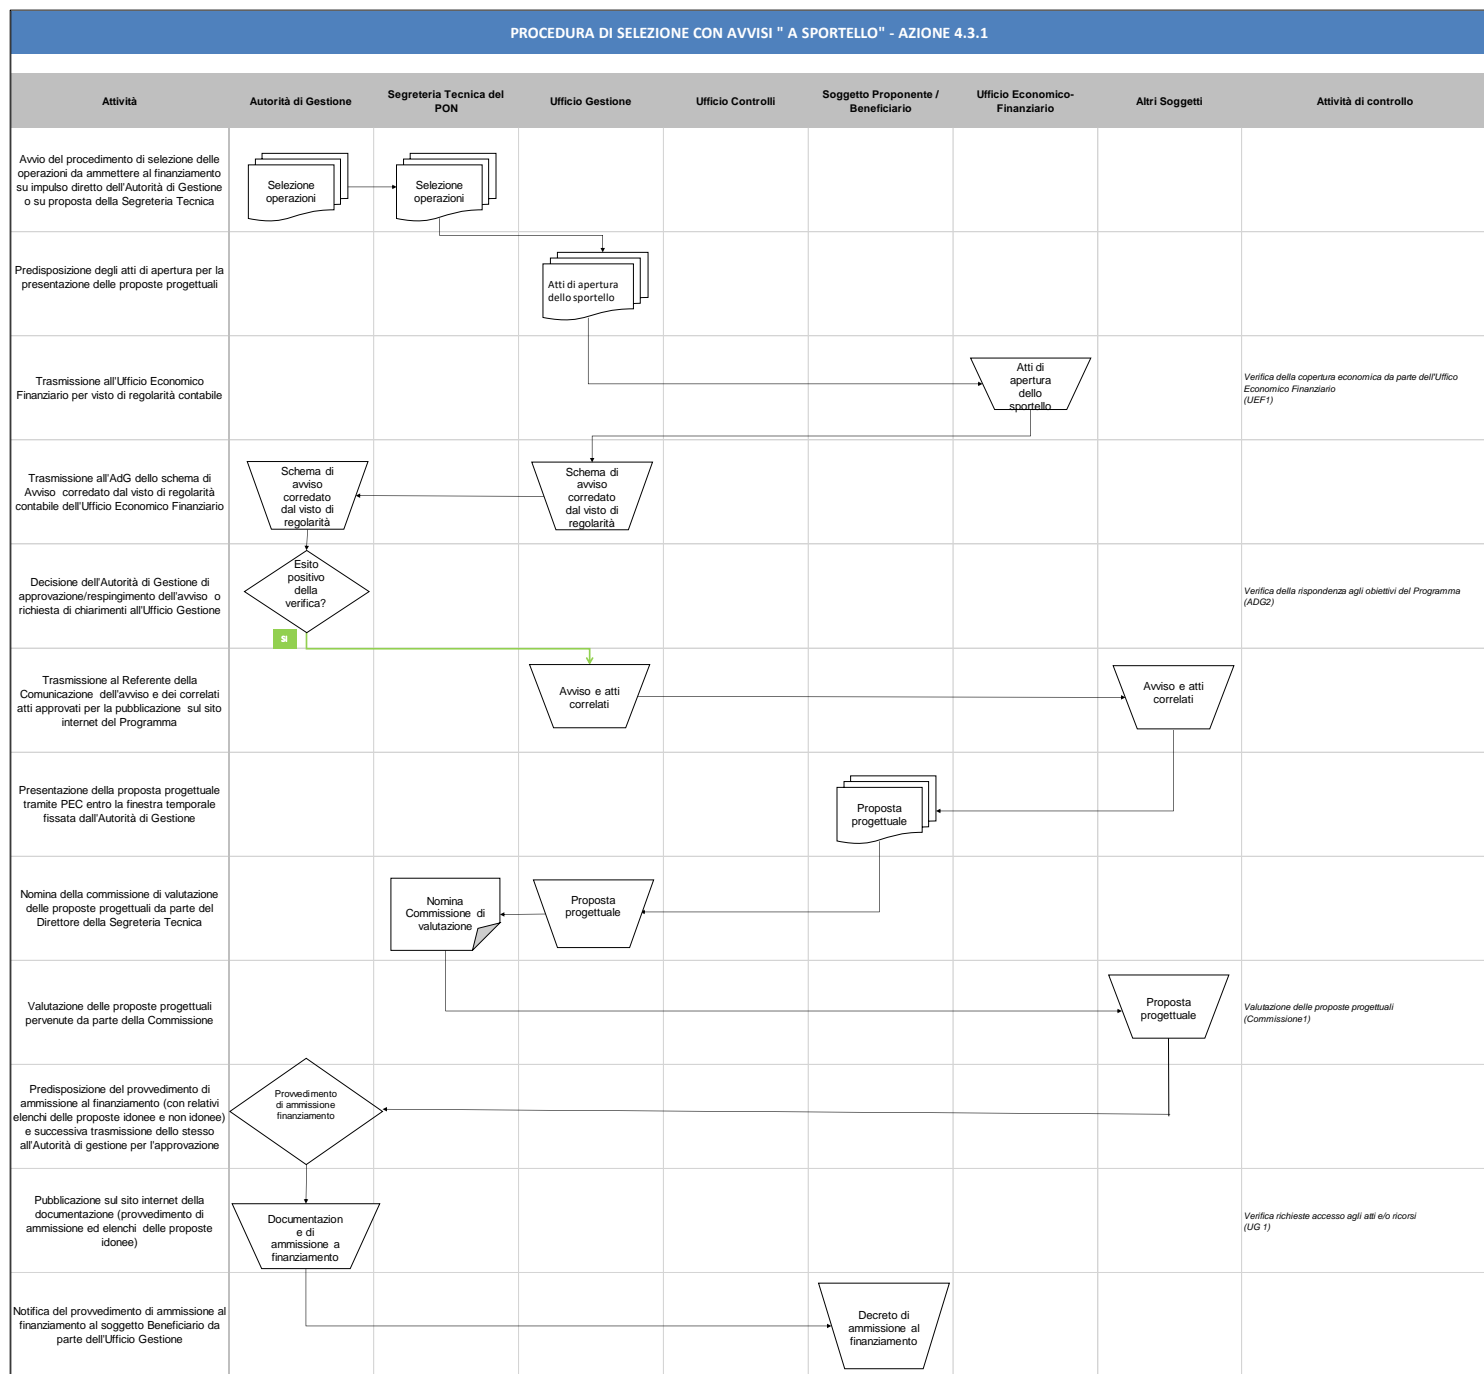 PROCEDURA DI SELEZIONE CON AVVISI " A SPORTELLO" - AZIONE 4.3.1
Attività
Autorità di Gestione
Segreteria Tecnica del
PON
Ufficio Gestione
Ufficio Controlli
Soggetto Proponente /
Beneficiario
Ufficio Economico-
Finanziario
Altri Soggetti
Attività di controllo
Avvio del procedimento di selezione delle
operazioni da ammettere al finanziamento
su impulso diretto dell'Autorità di Gestione
o su proposta della Segreteria Tecnica
Selezione
operazioni
Selezione
operazioni
Predisposizione degli atti di apertura per la
presentazione delle proposte progettuali
Atti di apertura
dello sportello
Trasmissione all'Ufficio Economico
Finanziario per visto di regolarità contabile
Atti di
apertura
dello
sportello
Verifica della copertura economica da parte dell'Uffico
Economico Finanziario
(UEF1)
Trasmissione all'AdG dello schema di
Avviso corredato dal visto di regolarità
contabile dell'Ufficio Economico Finanziario
Schema di
avviso
corredato
dal visto di
regolarità
Schema di
avviso
corredato
dal visto di
regolarità
Decisione dell'Autorità di Gestione di
approvazione/respingimento dell'avviso o
richiesta di chiarimenti all'Ufficio Gestione
Esito
positivo
della
verifica?
Verifica della rispondenza agli obiettivi del Programma
(ADG2)
SI
Trasmissione al Referente della
Comunicazione dell'avviso e dei correlati
atti approvati per la pubblicazione sul sito
internet del Programma
Avviso e atti
correlati
Avviso e atti
correlati
Presentazione della proposta progettuale
tramite PEC entro la finestra temporale
fissata dall'Autorità di Gestione
Proposta
progettuale
Nomina della commissione di valutazione
delle proposte progettuali da parte del
Direttore della Segreteria Tecnica
Nomina
Commissione di
valutazione
Proposta
progettuale
Valutazione delle proposte progettuali
pervenute da parte della Commissione
Proposta
progettuale
Valutazione delle proposte progettuali
(Commissione1)
Predisposizione del provvedimento di
ammissione al finanziamento (con relativi
elenchi delle proposte idonee e non idonee)
e successiva trasmissione dello stesso
all'Autorità di gestione per l'approvazione
Provvedimento
di ammissione
finanziamento
Pubblicazione sul sito internet della
documentazione (provvedimento di
ammissione ed elenchi delle proposte
idonee)
Documentazion
e di
ammissione a
finanziamento
Verifica richieste accesso agli atti e/o ricorsi
(UG 1)
Notifica del provvedimento di ammissione al
finanziamento al soggetto Beneficiario da
parte dell'Ufficio Gestione
Decreto di
ammissione al
finanziamento